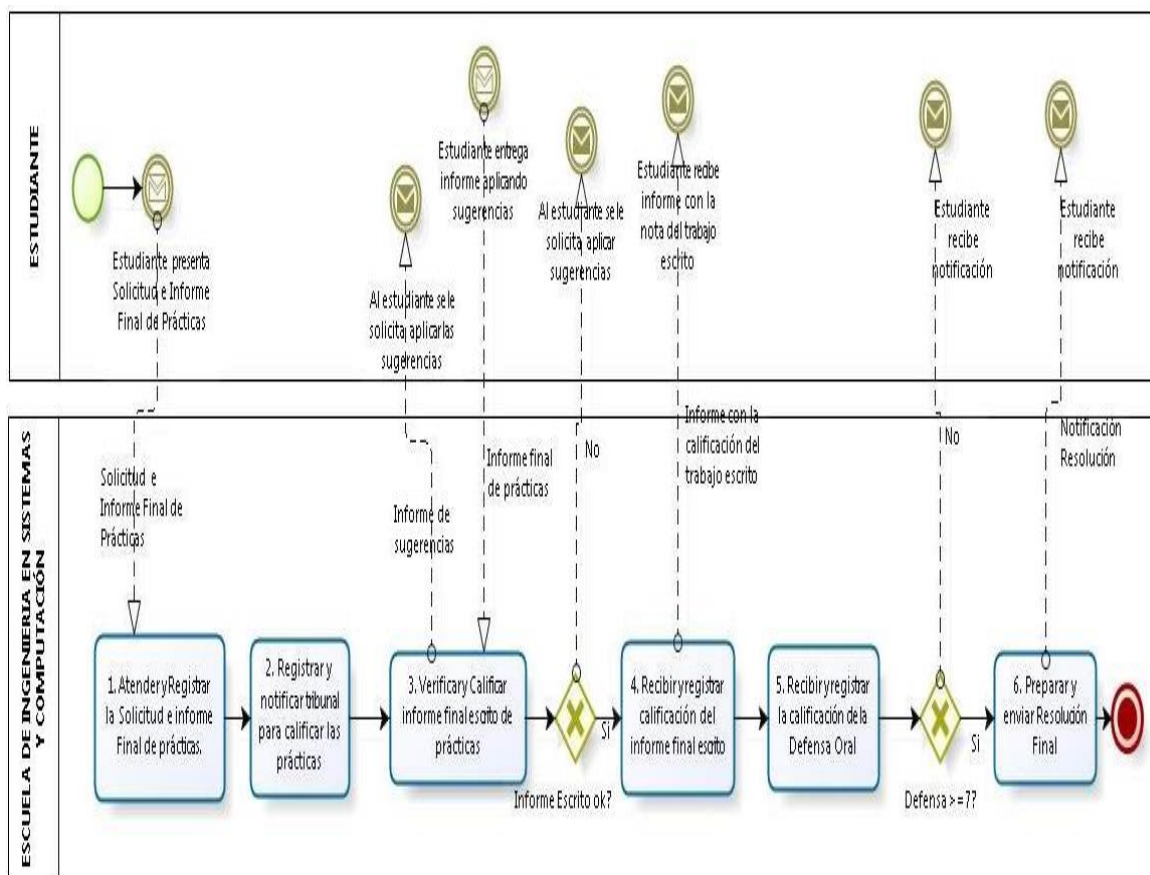 ESTUDIANTE
Estudiante presenta
Solicitud e Informe
Final de Prácticas
Al estudiante se le
solicita aplicar las
sugerencias
Estudiante entrega
informe aplicando
sugerencias
Al estudiante se le
solicita aplicar
sugerencias
Estudiante recibe
informe con la
nota del trabajo
escrito
Estudiante
recibe
notificación
Estudiante
recibe
notificación
ESCUELA DE INGENIERIA EN SISTEMAS
Y COMPUTACIÓN
Solicitud e
Informe Final de
Prácticas
Informe de
sugerencias
Informe final
de prácticas
No
Informe con la
calificación del
trabajo escrito
No
Notificación
Resolución
1. Atender y Registrar
la Solicitud e informe
Final de prácticas.
2. Registrar y
notificar tribunal
para calificar las
prácticas
3. Verificar y Calificar
informe final escrito de
prácticas
Si
Informe Escrito ok?
4. Recibir y registrar
calificación del
informe final escrito
5. Recibir y registrar
la calificación de la
Defensa Oral
Si
Defensa >=7?
6. Preparar y
enviar Resolución
Final